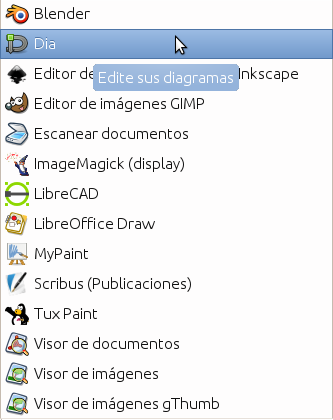 Blender
Dia
Editor de Inkscape
Edite sus diagramas
Editor de imágenes GIMP
Escanear documentos
ImageMagick (display)
LibreCAD
LibreOffice Draw
MyPaint
Scribus (Publicaciones)
Tux Paint
Visor de documentos
Visor de imágenes
Visor de imágenes gThumb